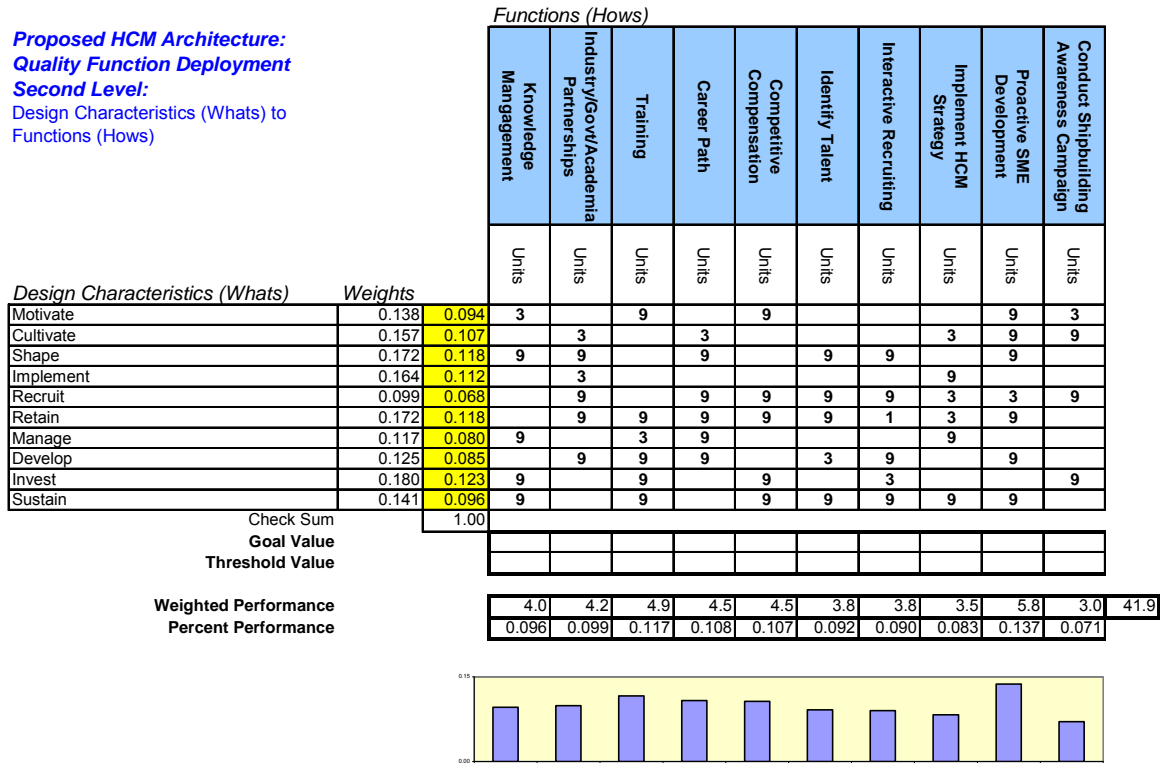 Functions (Hows)
Proposed HCM Architecture:
Quality Function Deployment
Second Level:
Design Characteristics (Whats) to
Functions (Hows)
Knowledge
Mangagement
Industry/Govt/Academia
Partnerships
Training
Career Path
Competitive
Compensation
Identify Talent
Interactive Recruiting
Implement HCM
Strategy
Proactive SME
Development
Conduct Shipbuilding
Awareness Campaign
Units Units Units Units Units Units Units Units Units Units
Design Characteristics (Whats) Weights
Motivate 0.138 0.094 3 9 9 9 3
Cultivate 0.157 0.107 3 3 3 9 9
Shape 0.172 0.118 9 9 9 9 9 9
Implement 0.164 0.112 3 9
Recruit 0.099 0.068 9 9 9 9 9 3 3 9
Retain 0.172 0.118 9 9 9 9 9 1 3 9
Manage 0.117 0.080 9 3 9 9
Develop 0.125 0.085 9 9 9 3 9 9
Invest 0.180 0.123 9 9 9 3 9
Sustain 0.141 0.096 9 9 9 9 9 9 9
Check Sum 1.00
Goal Value
Threshold Value
Weighted Performance 4.0 4.2 4.9 4.5 4.5 3.8 3.8 3.5 5.8 3.0 41.9
Percent Performance 0.096 0.099 0.117 0.108 0.107 0.092 0.090 0.083 0.137 0.071
0.15
0.00